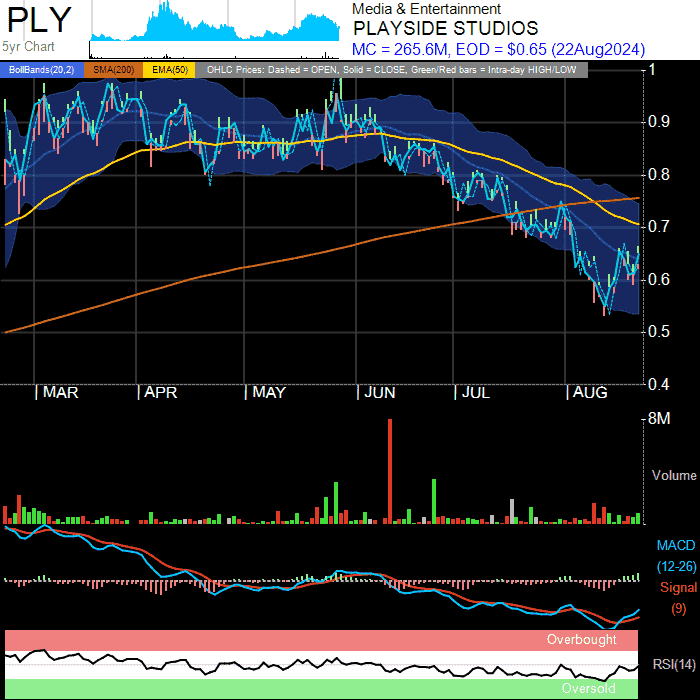 PLY
5yr Chart
Media & Entertainment
PLAYSIDE STUDIOS
MC = 265.6M, EOD = $0.65 (22Aug2024)
BollBands(20,2) SMA(200) EMA(50) OHLC Prices: Dashed = OPEN, Solid = CLOSE, Green/Red bars = Intra-day HIGH/LOW
1
0.9
0.8
0.7
0.6
0.5
0.4
| MAR | APR | MAY | JUN | JUL | AUG
8M
Volume
MACD
(12-26)
Signal
(9)
Overbought
RSI(14)
Oversold